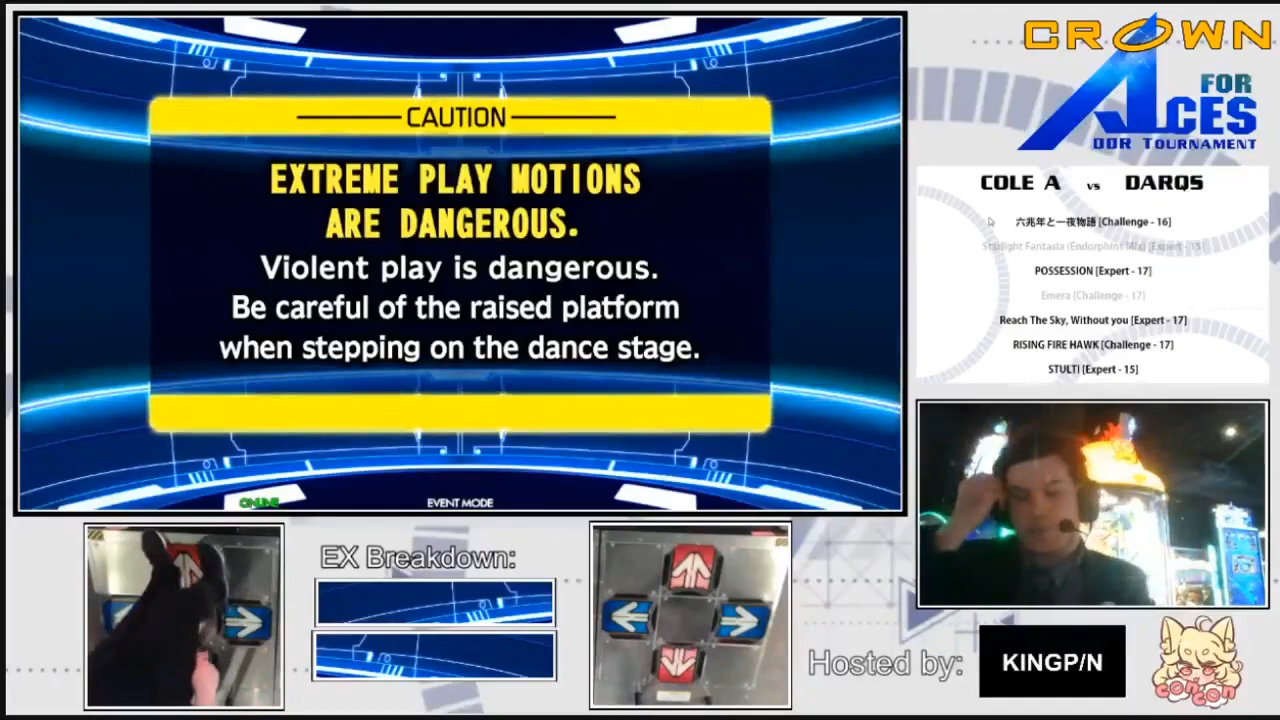 CAUTION
EXTREME PLAY MOTIONS
ARE DANGEROUS.
Violent play is dangerous.
Be careful of the raised platform
when stepping on the dance stage.
ONLINE
EVENT MODE
CROWN
FOR
ACES
DDR TOURNAMENT
COLE A vs DARQS
六兆年と一夜物語 [Challenge - 16]
Starlight Fantasia (Endorphins Mix) [Expert - 15]
POSSESSION [Expert - 17]
Emera [Challenge - 17]
Reach The Sky, Without you [Expert - 17]
RISING FIRE HAWK [Challenge - 17]
STULTI [Expert - 15]
EX Breakdown:
Hosted by:
KINGP/N
concon